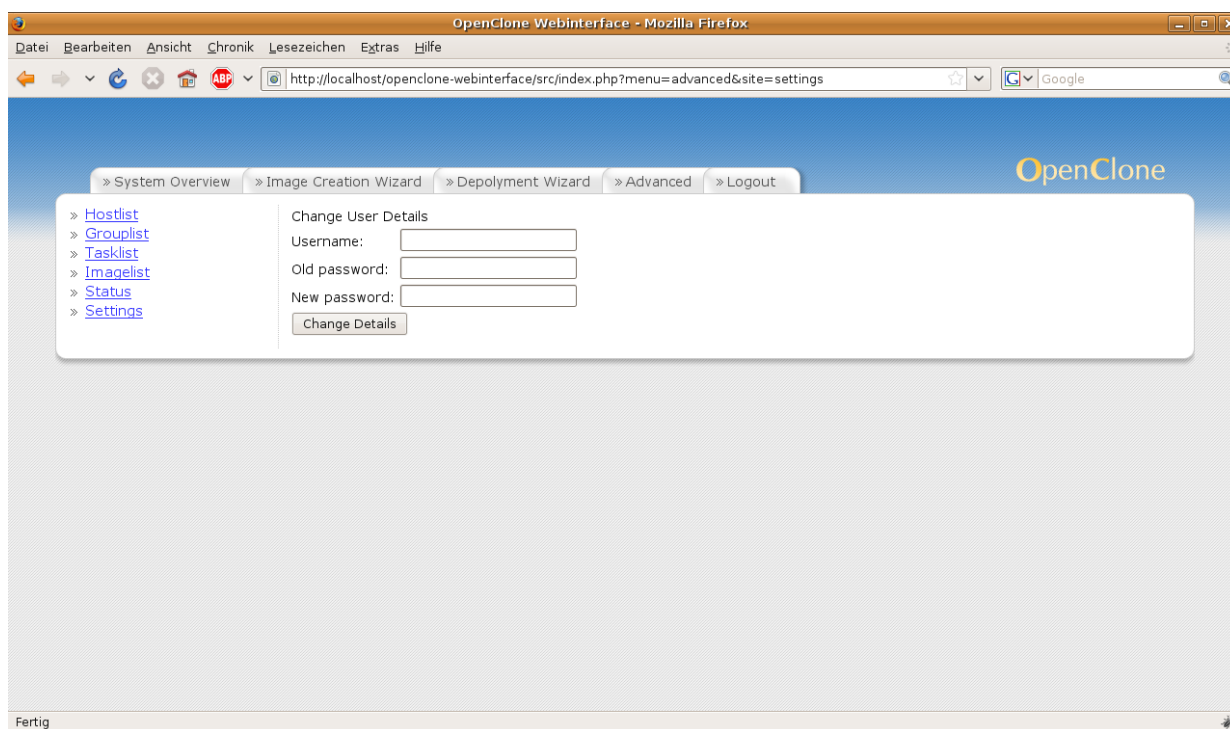 OpenClone Webinterface - Mozilla Firefox
Datei Bearbeiten Ansicht Chronik Lesezeichen Extras Hilfe
ABP http://localhost/openclone-webinterface/src/index.php?menu=advanced&site=settings G Google
OpenClone
» System Overview » Image Creation Wizard » Depolyment Wizard » Advanced » Logout
» Hostlist
» Grouplist
» Tasklist
» Imagelist
» Status
» Settings
Change User Details
Username:
Old password:
New password:
Change Details
Fertig